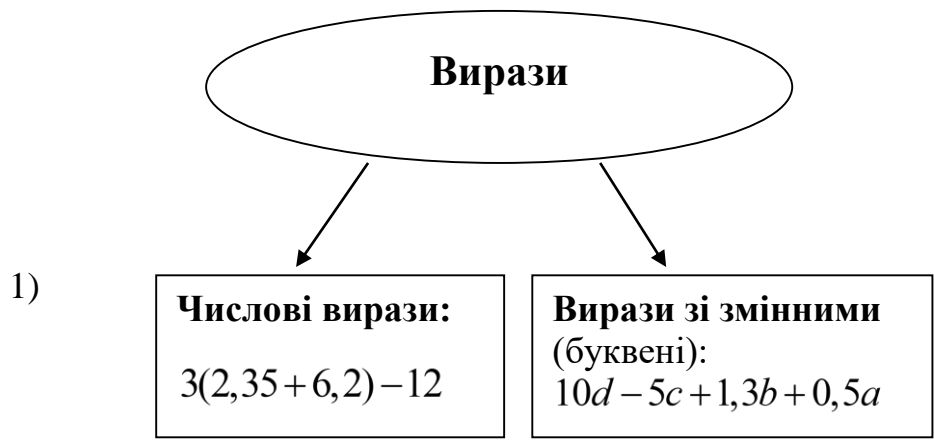 Вирази
1)
Числові вирази:
3(2,35+6,2)−12
Вирази зі змінними
(буквені):
10d−5c+1,3b+0,5a